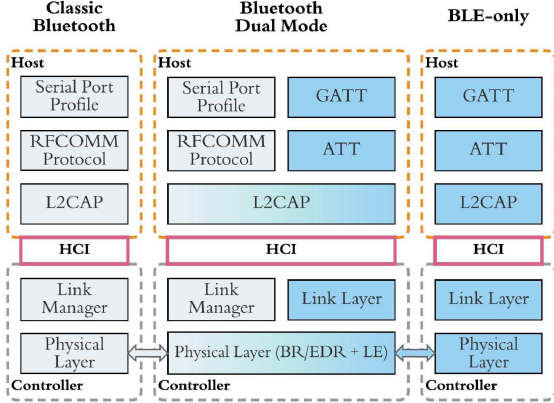 Classic
Bluetooth
Bluetooth
Dual Mode
BLE-only
Host
Serial Port
Profile
RFCOMM
Protocol
L2CAP
HCI
Link
Manager
Physical
Layer
Controller
Host
Serial Port
Profile
GATT
RFCOMM
Protocol
ATT
L2CAP
HCI
Link
Manager
Link Layer
Physical Layer (BR/EDR + LE)
Controller
Host
GATT
ATT
L2CAP
HCI
Link Layer
Physical
Layer
Controller